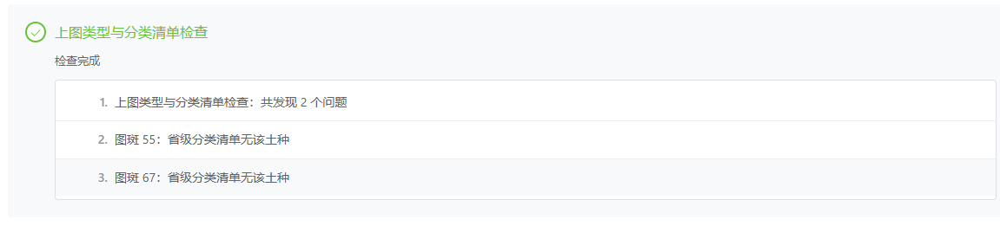 上图类型与分类清单检查
检查完成
1. 上图类型与分类清单检查：共发现 2 个问题
2. 图斑 55：省级分类清单无该土种
3. 图斑 67：省级分类清单无该土种